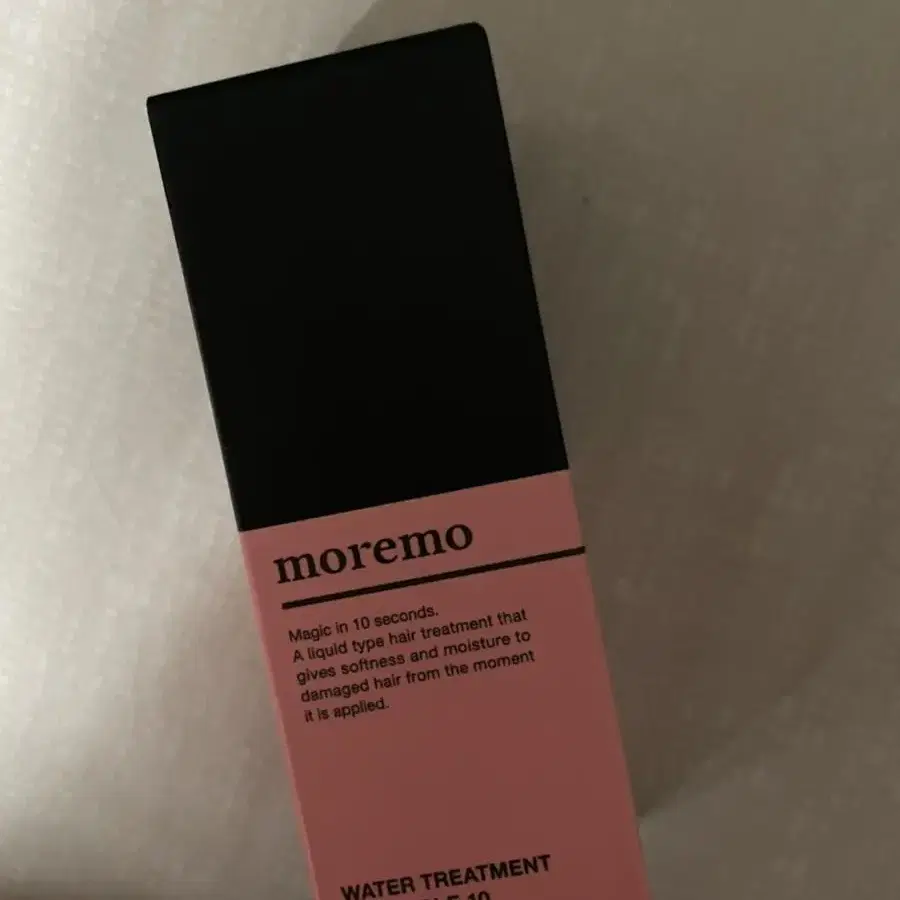 moremo
Magic in 10 seconds.
A liquid type hair treatment that
gives softness and moisture to
damaged hair from the moment
it is applied.
WATER TREATMENT
10